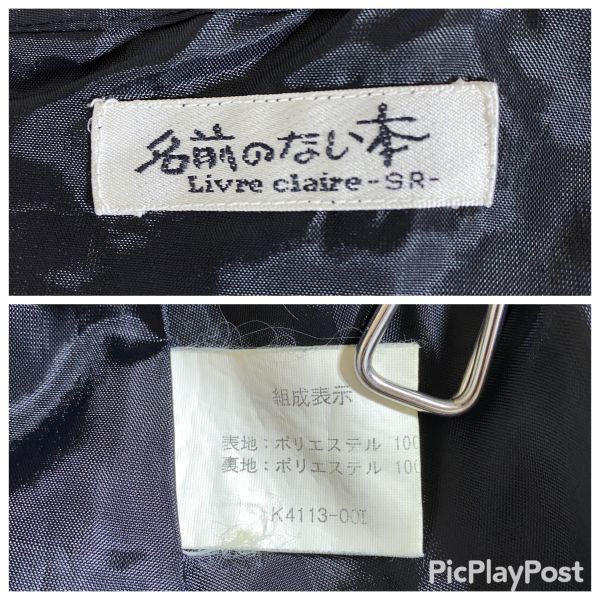 名前のない本
Livre claire-SR-
組成表示
表地：ポリエステル 100
裏地：ポリエステル 100
K4113-001
PicPlayPost